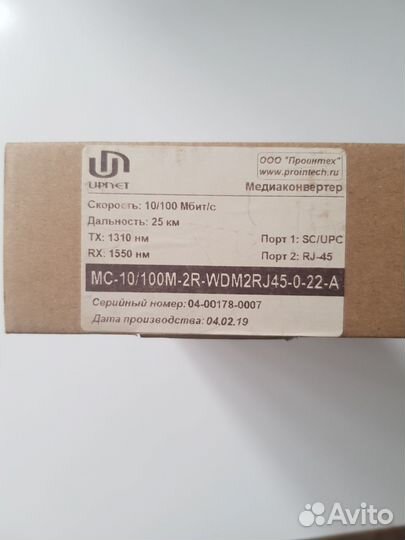 UPNET
ООО "Проинтех"
www.prointech.ru
Медиаконвертер
Скорость: 10/100 Мбит/с
Дальность: 25 км
TX: 1310 нм
Порт 1: SC/UPC
RX: 1550 нм
Порт 2: RJ-45
MC-10/100M-2R-WDM2RJ45-0-22-A
Серийный номер: 04-00178-0007
Дата производства: 04.02.19
Avito